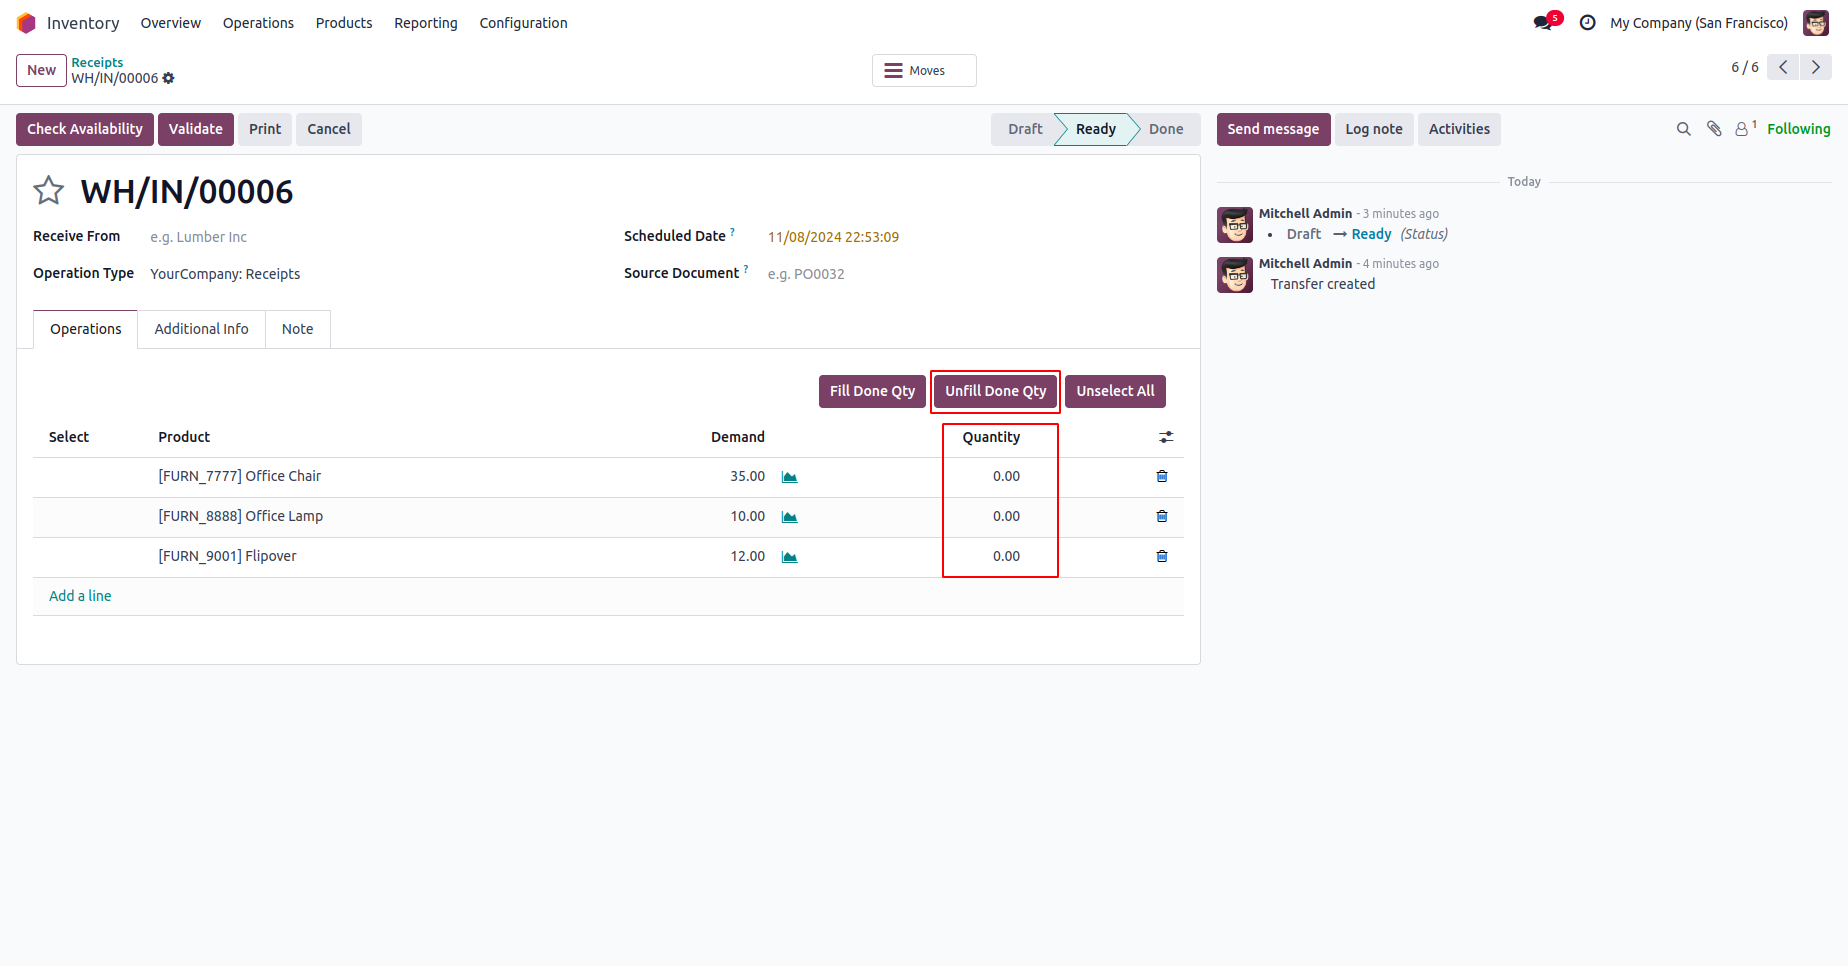 Inventory Overview Operations Products Reporting Configuration 5 My Company (San Francisco)
New Receipts
WH/IN/00006
Moves
6 / 6
Check Availability Validate Print Cancel Draft Ready Done Send message Log note Activities 1 Following
WH/IN/00006
Receive From e.g. Lumber Inc Scheduled Date ? 11/08/2024 22:53:09
Operation Type YourCompany: Receipts Source Document ? e.g. PO0032
Operations Additional Info Note
Fill Done Qty Unfill Done Qty Unselect All
Select Product Demand Quantity
[FURN_7777] Office Chair 35.00 0.00
[FURN_8888] Office Lamp 10.00 0.00
[FURN_9001] Flipover 12.00 0.00
Add a line
Today
Mitchell Admin - 3 minutes ago
• Draft → Ready (Status)
Mitchell Admin - 4 minutes ago
Transfer created